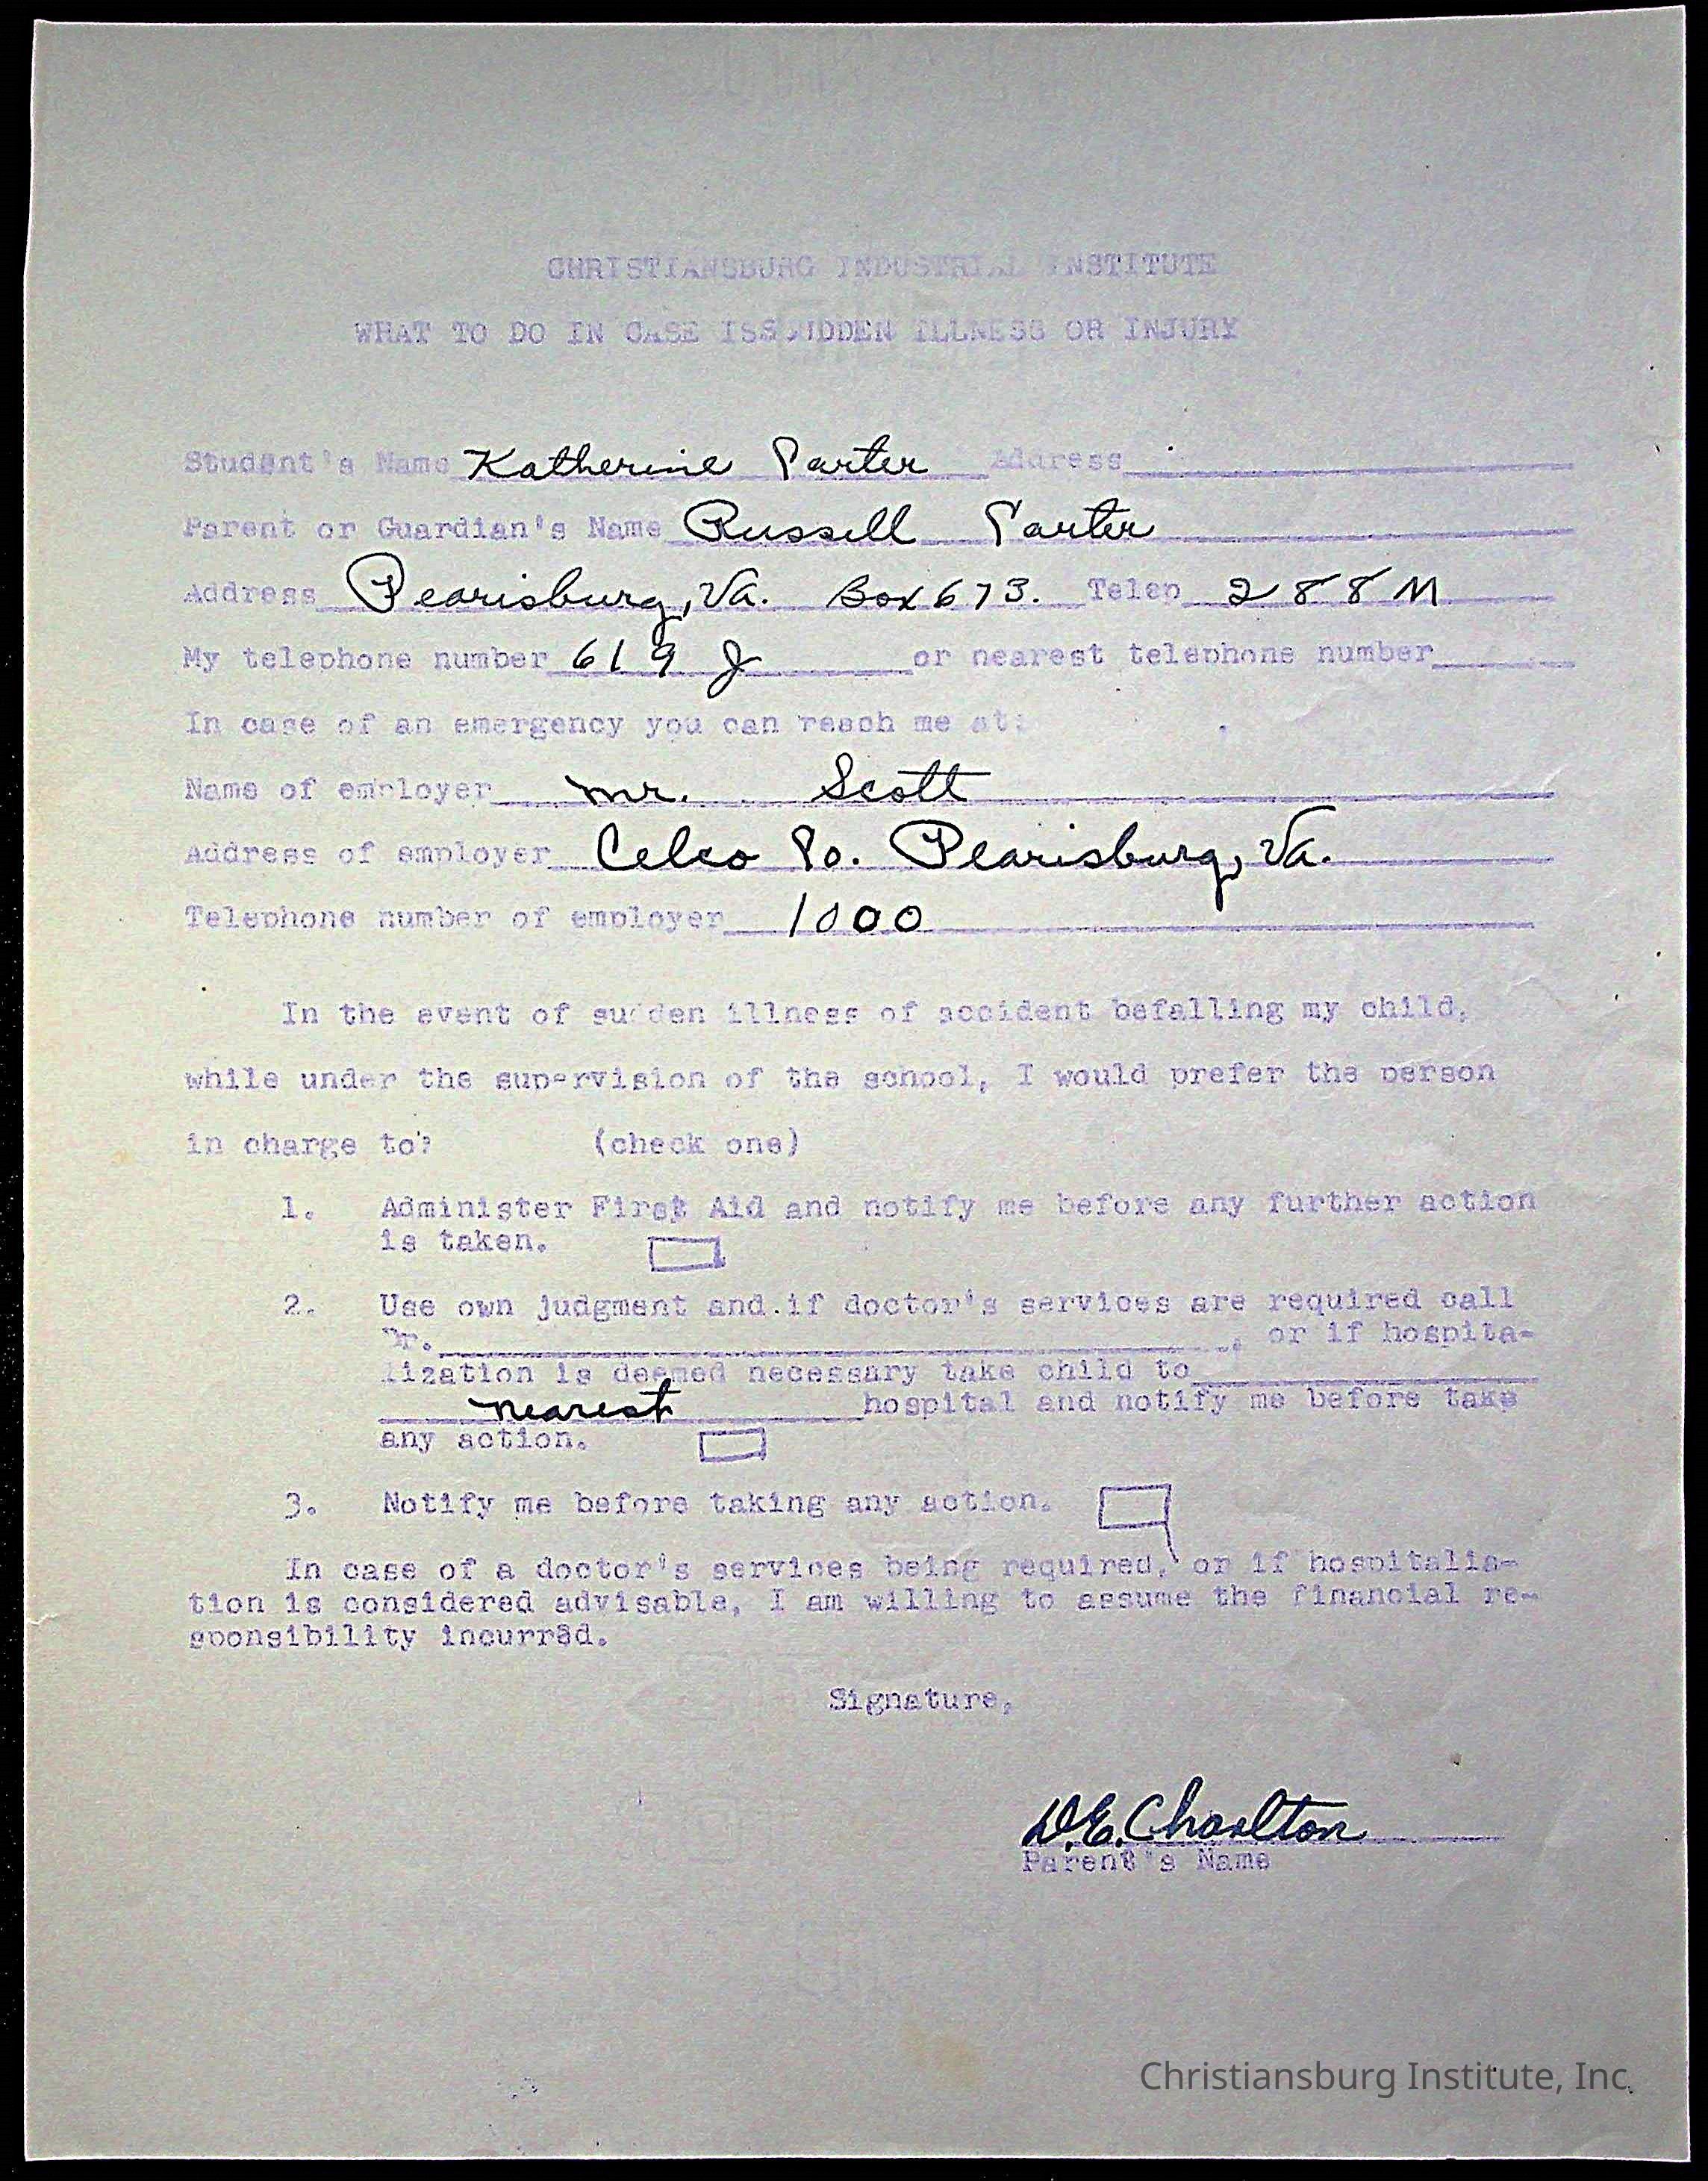 CHRISTIANSBURG INDUSTRIAL INSTITUTE
WHAT TO DO IN CASE ISS SUDDEN ILLNESS OR INJURY
Student's Name Katherine Carter Address
Parent or Guardian's Name Russell Carter
Address Pearisburg, Va. Box 673. Telep 288M
My telephone number 619 J or nearest telephone number
In case of an emergency you can reach me at:
Name of employer Mr. Scott
Address of employer Celco Co. Pearisburg, Va.
Telephone number of employer 1000
In the event of sudden illness of accident befalling my child,
while under the supervision of the school, I would prefer the person
in charge to: (check one)
1. Administer First Aid and notify me before any further action
is taken.
2. Use own judgment and if doctor's services are required call
Dr. , or if hospita-
lization is deemed necessary take child to
nearest hospital and notify me before take
any action.
3. Notify me before taking any action.
In case of a doctor's services being required, or if hospitalis-
tion is considered advisable, I am willing to assume the financial re-
sponsibility incurred.
Signature,
D.E. Charlton
Parent's Name
Christiansburg Institute, Inc.